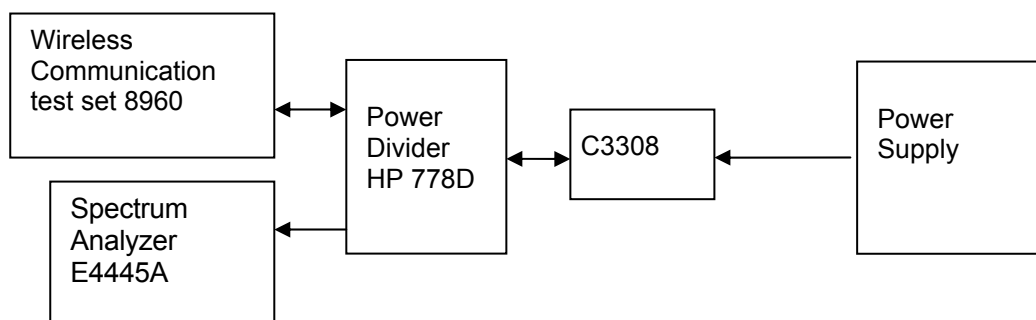 Wireless
Communication
test set 8960
Power
Divider
HP 778D
C3308
Power
Supply
Spectrum
Analyzer
E4445A